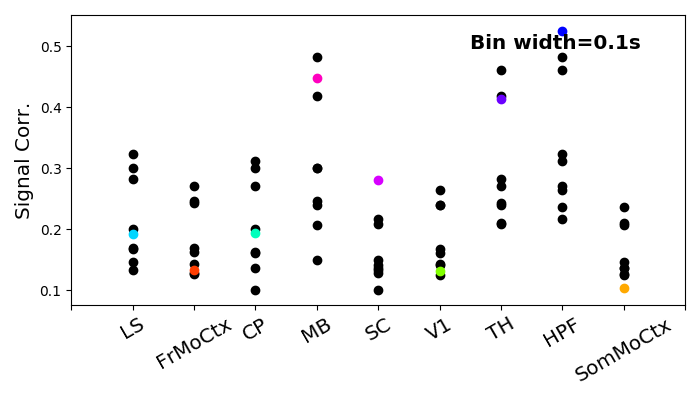 Bin width=0.1s
Signal Corr.
0.5
0.4
0.3
0.2
0.1
LS FrMoCtx CP MB SC V1 TH HPF SomMoCtx